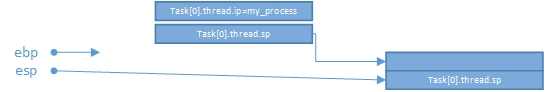 Task[0].thread.ip=my_process
Task[0].thread.sp
ebp
esp
Task[0].thread.sp